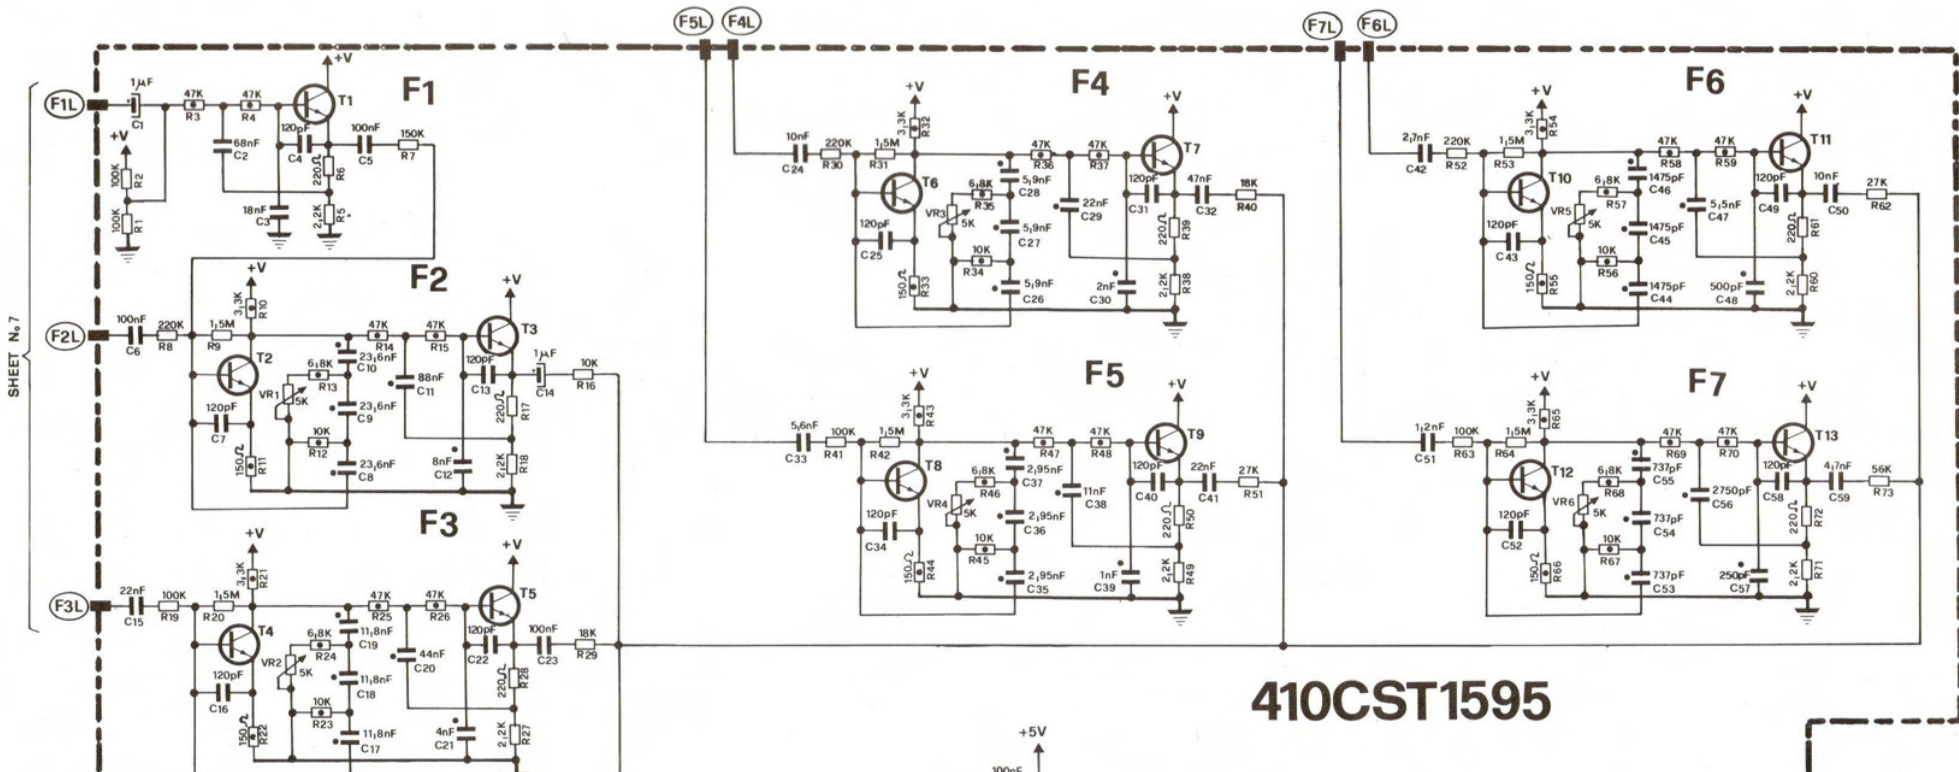 SHEET No 7
F1L
1µF
C1
+V
100K
R2
100K
R1
47K
R3
47K
R4
68nF
C2
18nF
C3
120pF
C4
+V
T1
F1
100nF
C5
150K
R7
220Ω
R6
2,2K
R5
F2L
100nF
C6
220K
R8
1,5M
R9
+V
3,3K
R10
T2
120pF
C7
150Ω
R11
F2
VR1
5K
6,8K
R13
10K
R12
23,6nF
C10
23,6nF
C9
23,6nF
C8
47K
R14
47K
R15
88nF
C11
8nF
C12
120pF
C13
+V
T3
1µF
C14
10K
R16
220Ω
R17
2,2K
R18
F3L
22nF
C15
100K
R19
1,5M
R20
+V
3,3K
R21
T4
120pF
C16
150Ω
R22
F3
VR2
5K
6,8K
R24
10K
R23
11,8nF
C19
11,8nF
C18
11,8nF
C17
47K
R25
47K
R26
44nF
C20
4nF
C21
120pF
C22
+V
T5
100nF
C23
18K
R29
220Ω
R28
2,2K
R27
F5L
F4L
10nF
C24
220K
R30
1,5M
R31
+V
3,3K
R32
T6
120pF
C25
150Ω
R33
F4
VR3
5K
6,8K
R35
10K
R34
5,9nF
C28
5,9nF
C27
5,9nF
C26
47K
R36
47K
R37
22nF
C29
2nF
C30
120pF
C31
+V
T7
47nF
C32
18K
R40
220Ω
R39
2,2K
R38
5,6nF
C33
100K
R41
1,5M
R42
+V
3,3K
R43
T8
120pF
C34
150Ω
R44
F5
VR4
5K
6,8K
R46
10K
R45
2,95nF
C37
2,95nF
C36
2,95nF
C35
47K
R47
47K
R48
11nF
C38
1nF
C39
120pF
C40
+V
T9
22nF
C41
27K
R51
220Ω
R50
2,2K
R49
F7L
F6L
2,7nF
C42
220K
R52
1,5M
R53
+V
3,3K
R54
T10
120pF
C43
150Ω
R55
F6
VR5
5K
6,8K
R57
10K
R56
1475pF
C46
1475pF
C45
1475pF
C44
47K
R58
47K
R59
5,5nF
C47
500pF
C48
120pF
C49
+V
T11
10nF
C50
27K
R62
220Ω
R61
2,2K
R60
1,2nF
C51
100K
R63
1,5M
R64
+V
3,3K
R65
T12
120pF
C52
150Ω
R66
F7
VR6
5K
6,8K
R68
10K
R67
737pF
C55
737pF
C54
737pF
C53
47K
R69
47K
R70
2750pF
C56
250pF
C57
120pF
C58
+V
T13
4,7nF
C59
56K
R73
220Ω
R72
2,2K
R71
410CST1595
+5V
100nF